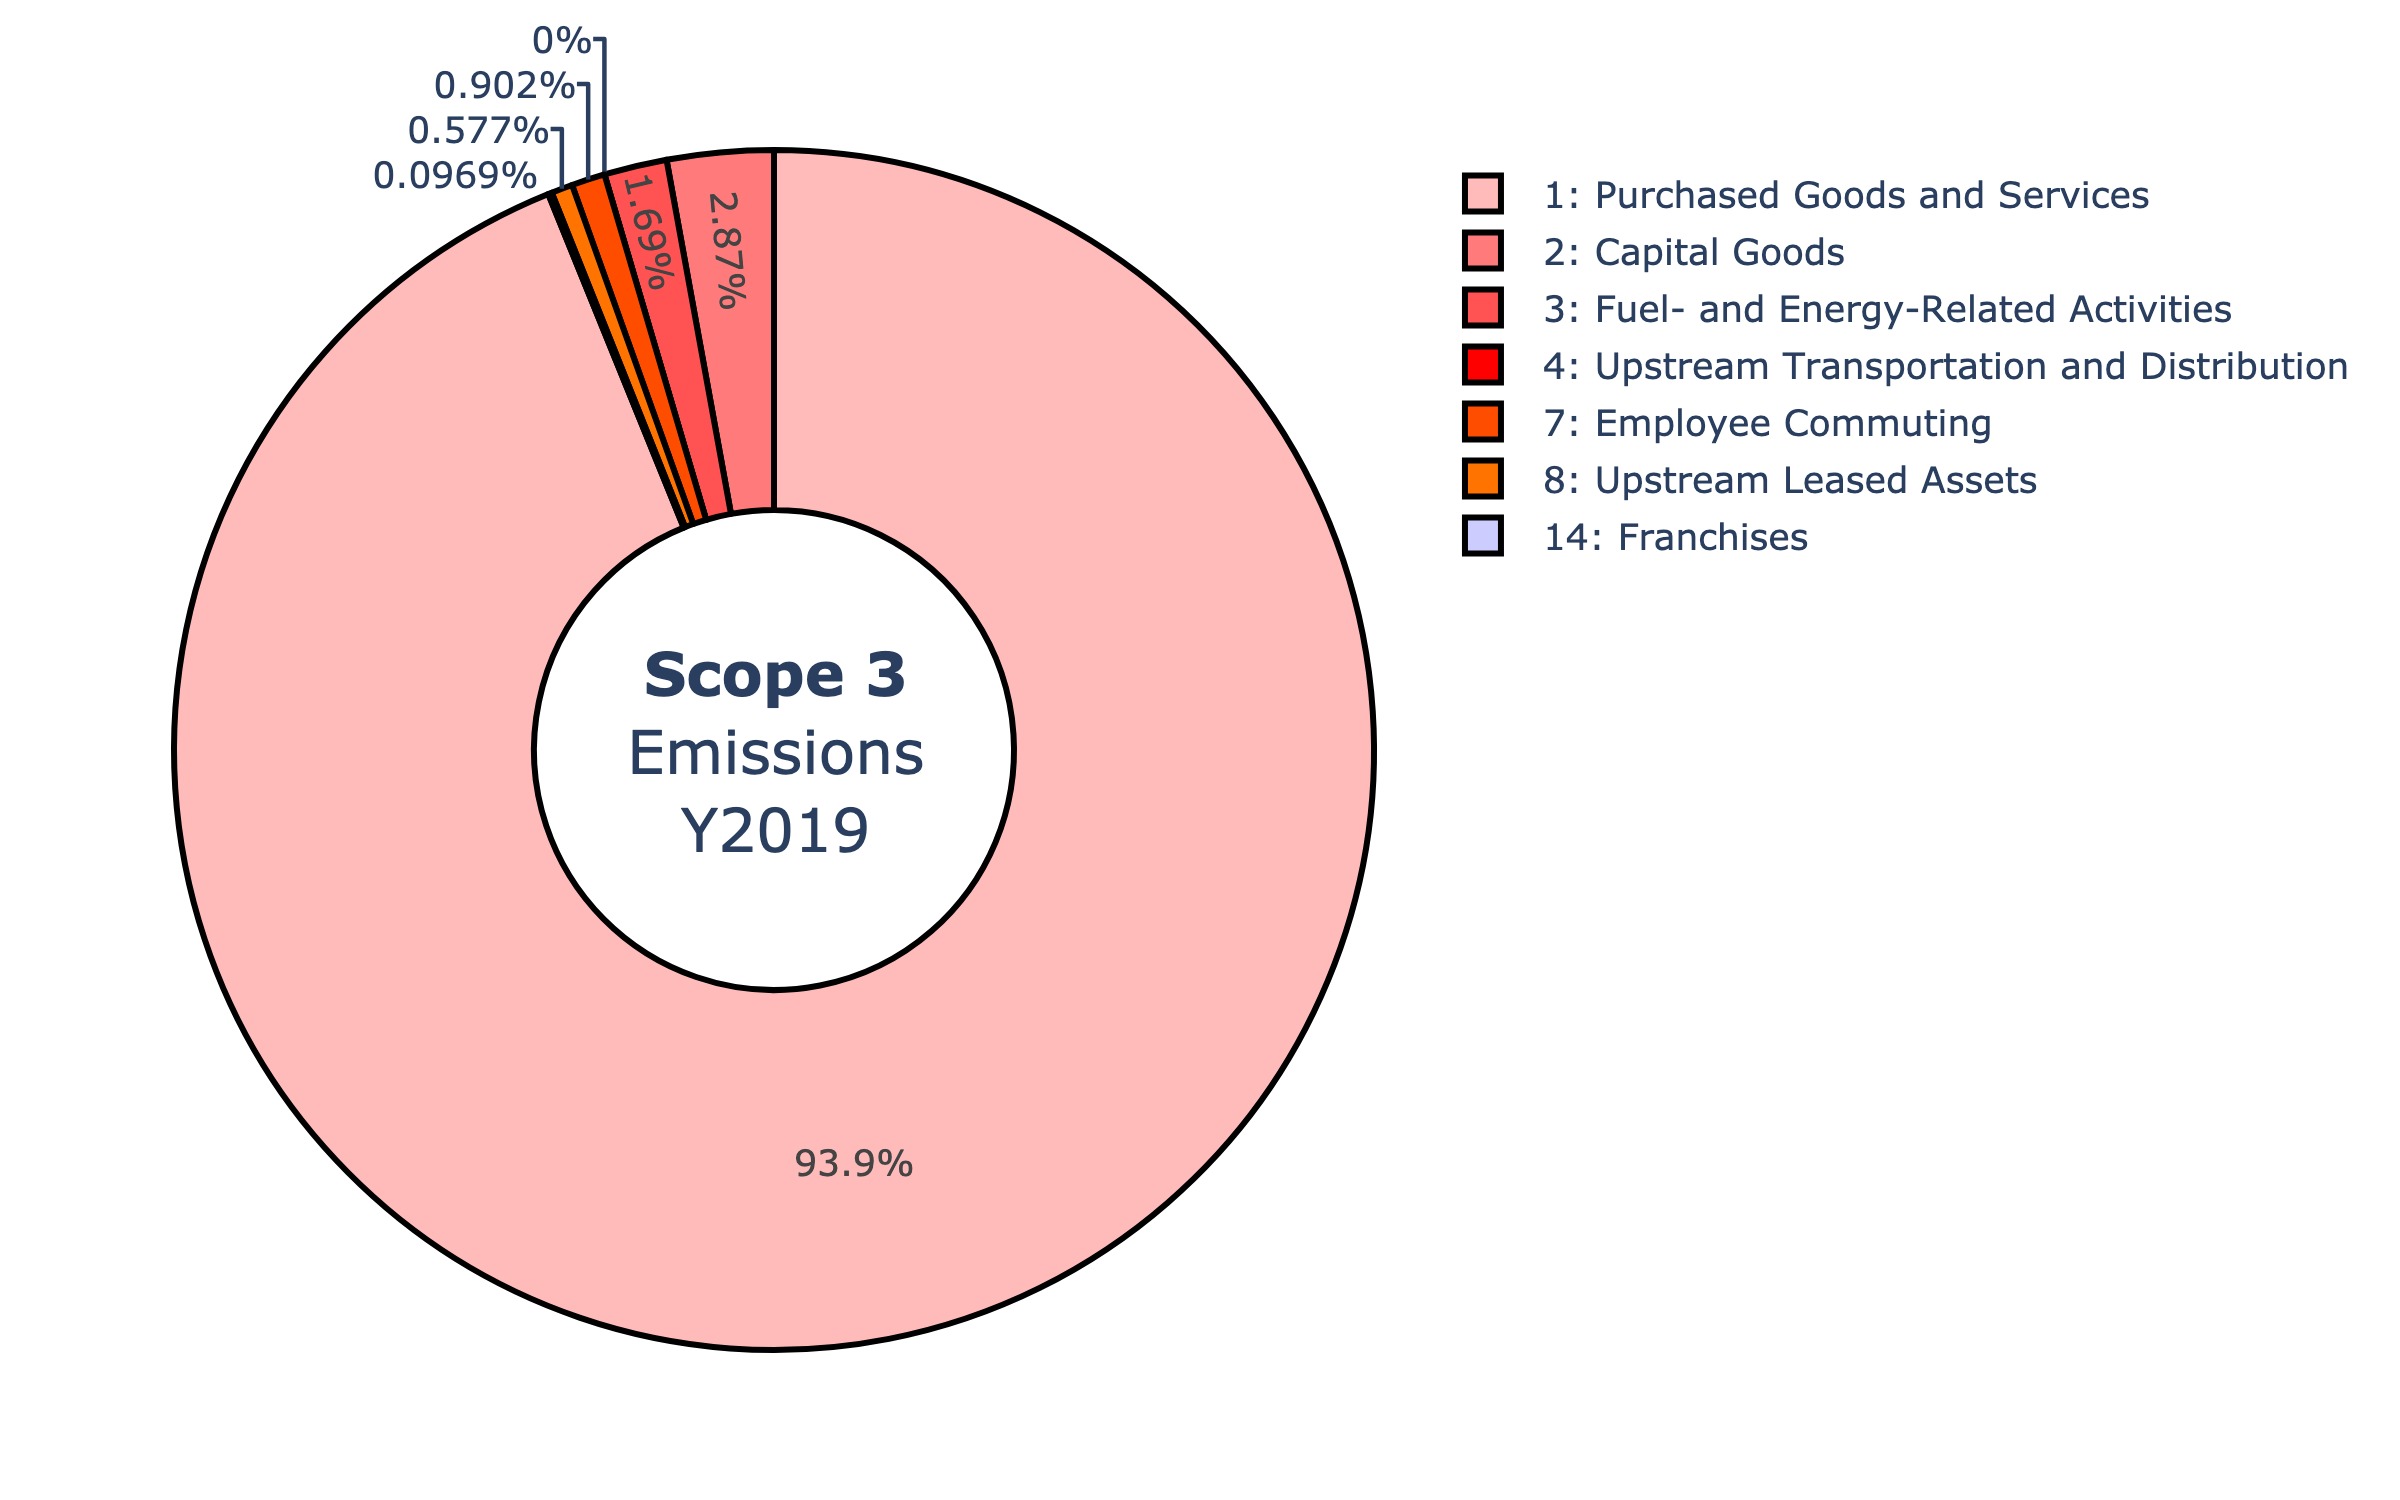 0%
0.902%
0.577%
0.0969%
1.69%
2.87%
93.9%
Scope 3
Emissions
Y2019
1: Purchased Goods and Services
2: Capital Goods
3: Fuel- and Energy-Related Activities
4: Upstream Transportation and Distribution
7: Employee Commuting
8: Upstream Leased Assets
14: Franchises